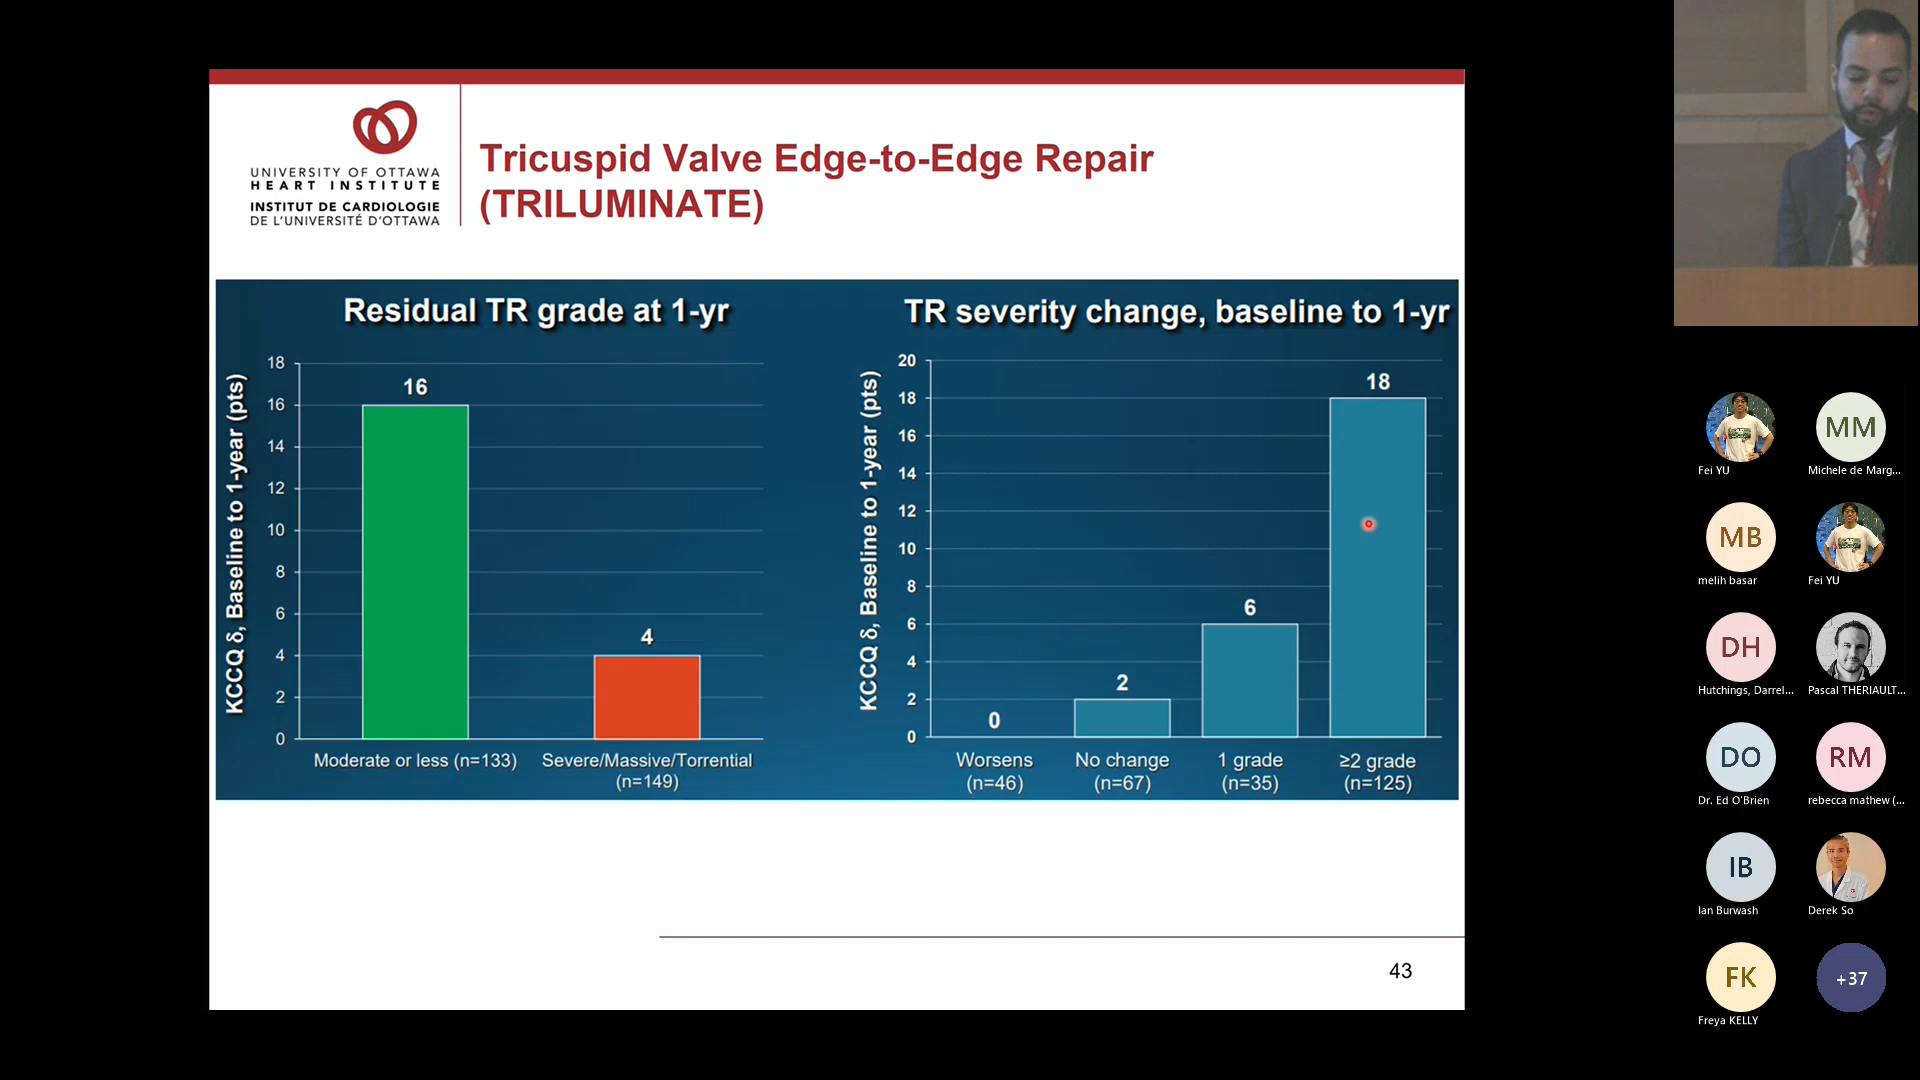 UNIVERSITY OF OTTAWA
HEART INSTITUTE
INSTITUT DE CARDIOLOGIE
DE L'UNIVERSITÉ D'OTTAWA
Tricuspid Valve Edge-to-Edge Repair
(TRILUMINATE)
Residual TR grade at 1-yr
KCCQ δ, Baseline to 1-year (pts)
18
16
14
12
10
8
6
4
2
0
16
4
Moderate or less (n=133)
Severe/Massive/Torrential
(n=149)
TR severity change, baseline to 1-yr
KCCQ δ, Baseline to 1-year (pts)
20
18
16
14
12
10
8
6
4
2
0
0
2
6
18
Worsens
(n=46)
No change
(n=67)
1 grade
(n=35)
≥2 grade
(n=125)
43
Fei YU
MM
Michele de Marg...
MB
melih basar
Fei YU
DH
Hutchings, Darrel...
Pascal THERIAULT...
DO
Dr. Ed O'Brien
RM
rebecca mathew (...
IB
Ian Burwash
Derek So
FK
Freya KELLY
+37